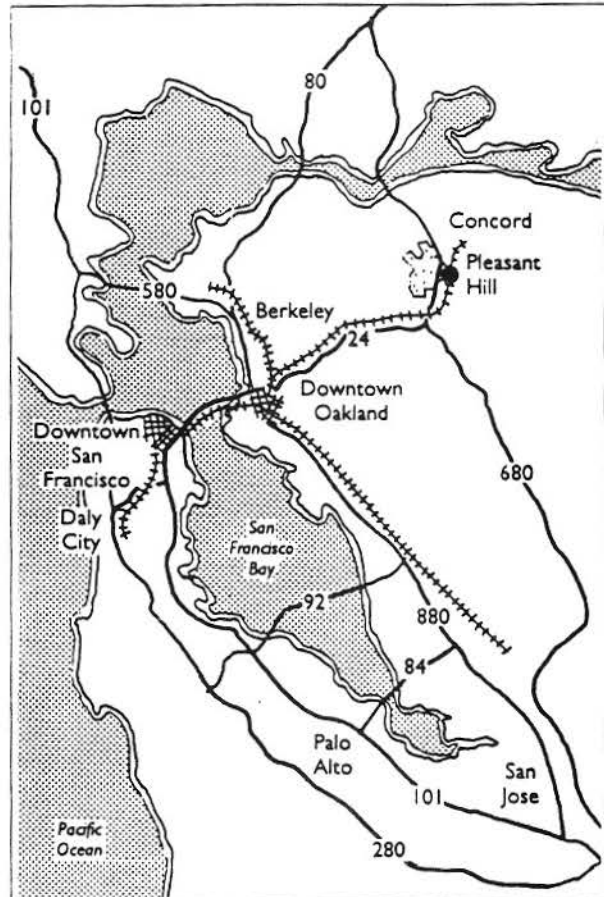 101
80
Concord
Pleasant
Hill
580
Berkeley
24
Downtown
Oakland
Downtown
San
Francisco
Daly
City
680
San
Francisco
Bay
92
880
84
Palo
Alto
San
Jose
101
Pacific
Ocean
280